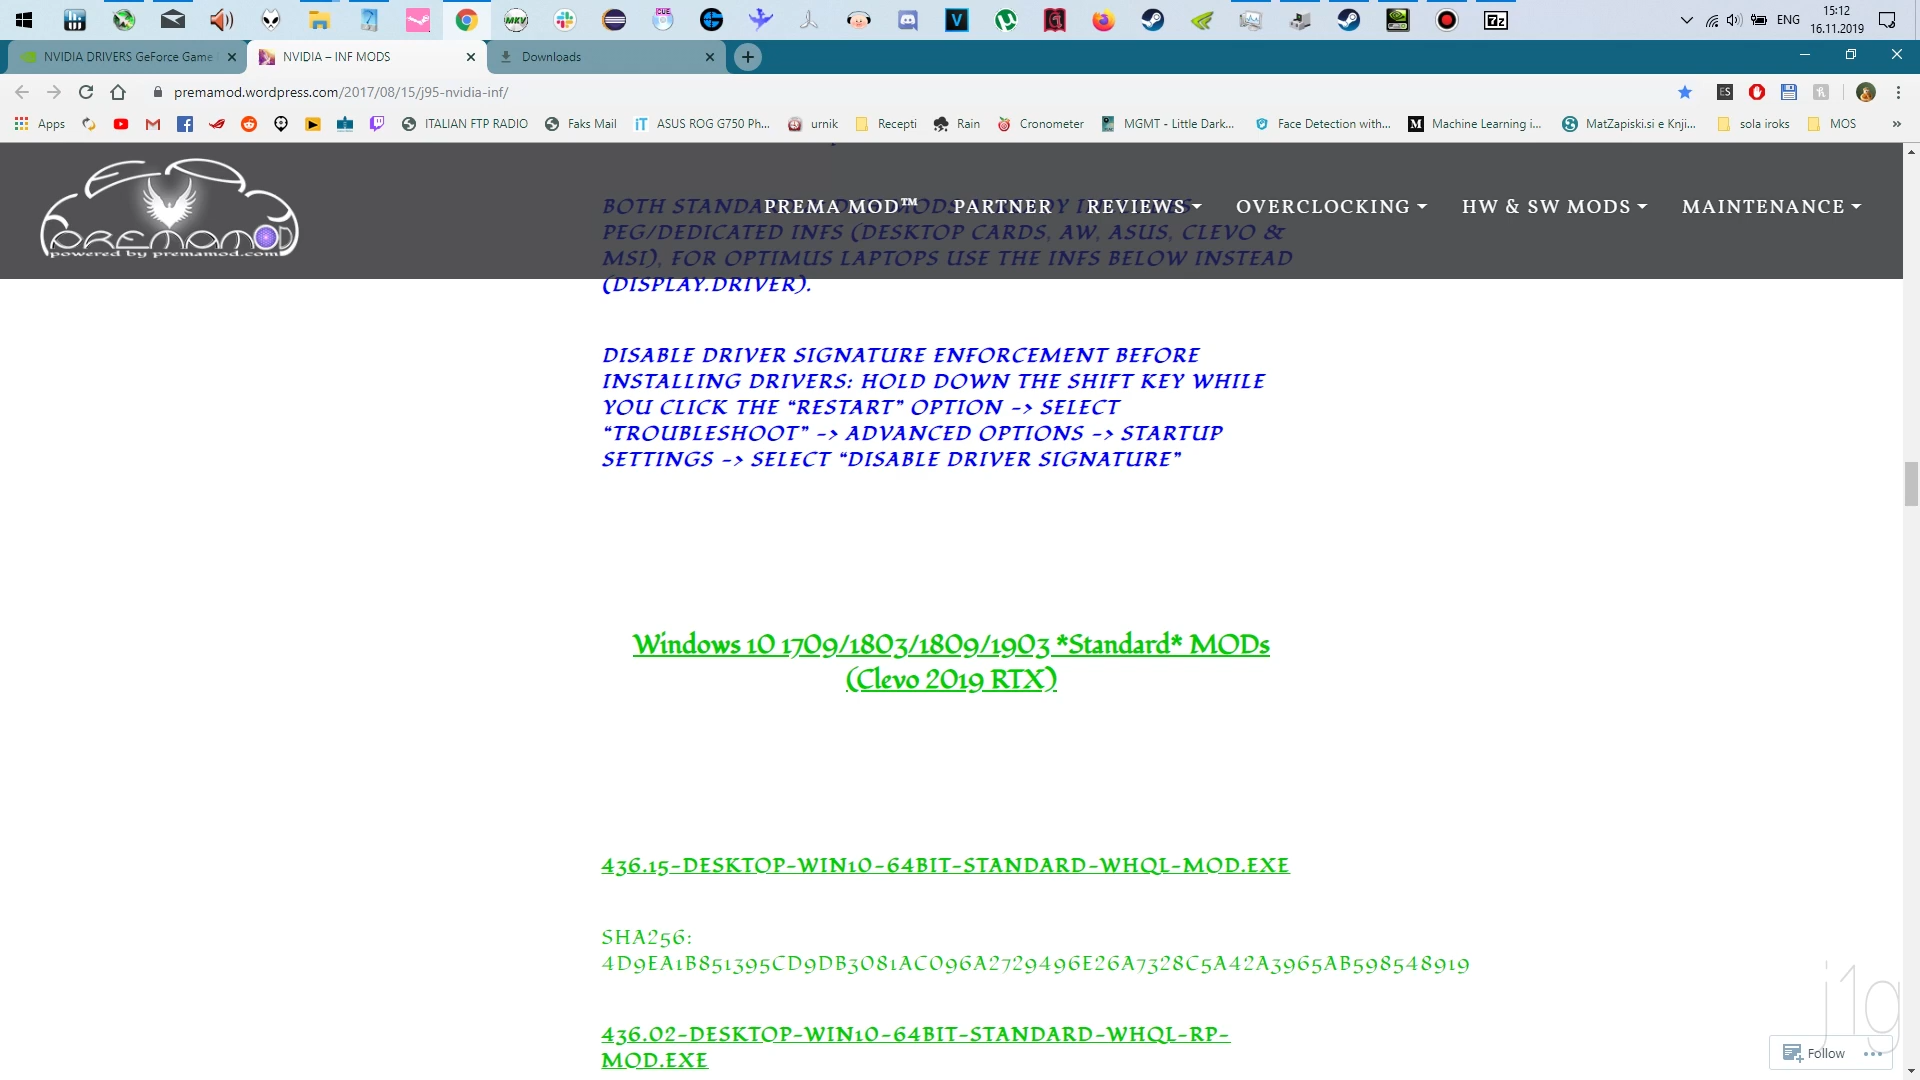 ENG
15:12
16.11.2019
NVIDIA DRIVERS GeForce Game
NVIDIA – INF MODS
Downloads
premamod.wordpress.com/2017/08/15/j95-nvidia-inf/
Apps
ITALIAN FTP RADIO
Faks Mail
ASUS ROG G750 Ph...
urnik
Recepti
Rain
Cronometer
MGMT - Little Dark...
Face Detection with...
Machine Learning i...
MatZapiski.si e Knji...
sola iroks
MOS
PREMAMOD
powered by premamod.com
PREMA MOD™
PARTNER
REVIEWS
OVERCLOCKING
HW & SW MODS
MAINTENANCE
BOTH
PEG/DEDICATED INFS (DESKTOP CARDS, AW, ASUS, CLEVO &
MSI), FOR OPTIMUS LAPTOPS USE THE INFS BELOW INSTEAD
(DISPLAY.DRIVER).
DISABLE DRIVER SIGNATURE ENFORCEMENT BEFORE
INSTALLING DRIVERS: HOLD DOWN THE SHIFT KEY WHILE
YOU CLICK THE “RESTART” OPTION –> SELECT
“TROUBLESHOOT” –> ADVANCED OPTIONS –> STARTUP
SETTINGS –> SELECT “DISABLE DRIVER SIGNATURE”
Windows 10 1709/1803/1809/1903 *Standard* MODs
(Clevo 2019 RTX)
436.15-DESKTOP-WIN10-64BIT-STANDARD-WHQL-MOD.EXE
SHA256:
4D9EA1B851395CD9DB3081AC096A2729496E26A7328C5A42A3965AB598548919
436.02-DESKTOP-WIN10-64BIT-STANDARD-WHQL-RP-
MOD.EXE
j1g
Follow